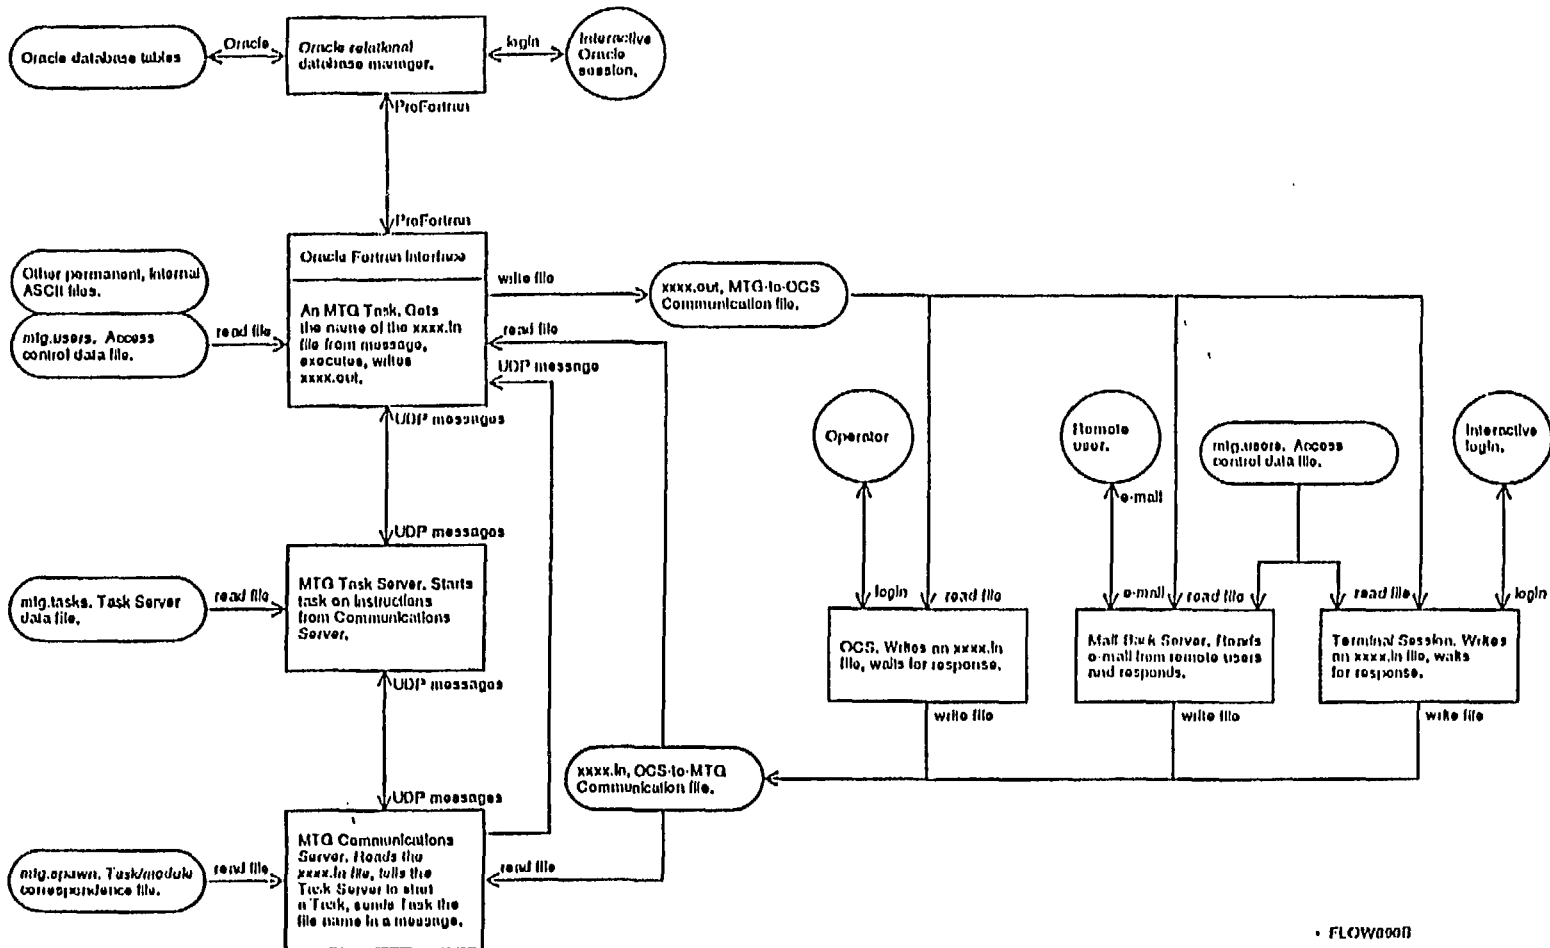 Oracle database tables
Oracle
Oracle relational
database manager.
login
Interactive
Oracle
session.
ProFortran
ProFortran
Other permanent, Internal
ASCII files.
mtg.users. Access
control data file.
read file
Oracle Fortran Interface
An MTG Task. Gets
the name of the xxxx.In
file from message,
executes, writes
xxxx.out.
write file
read file
UDP message
xxxx.out, MTG-to-OCS
Communication file.
UDP messages
UDP messages
Operator
Remote
user.
mtg.users. Access
control data file.
Interactive
login.
e-mail
mtg.tasks. Task Server
data file.
read file
MTG Task Server. Starts
task on Instructions
from Communications
Server.
login
read file
e-mail
read file
read file
login
OCS. Writes an xxxx.In
file, waits for response.
Mail Back Server. Reads
e-mail from remote users
and responds.
Terminal Session. Writes
an xxxx.In file, waits
for response.
UDP messages
write file
write file
write file
xxxx.In, OCS-to-MTG
Communication file.
UDP messages
mtg.spawn. Task/module
correspondence file.
read file
MTG Communications
Server. Reads the
xxxx.In file, tells the
Task Server to start
a Task, sends Task the
file name in a message.
read file